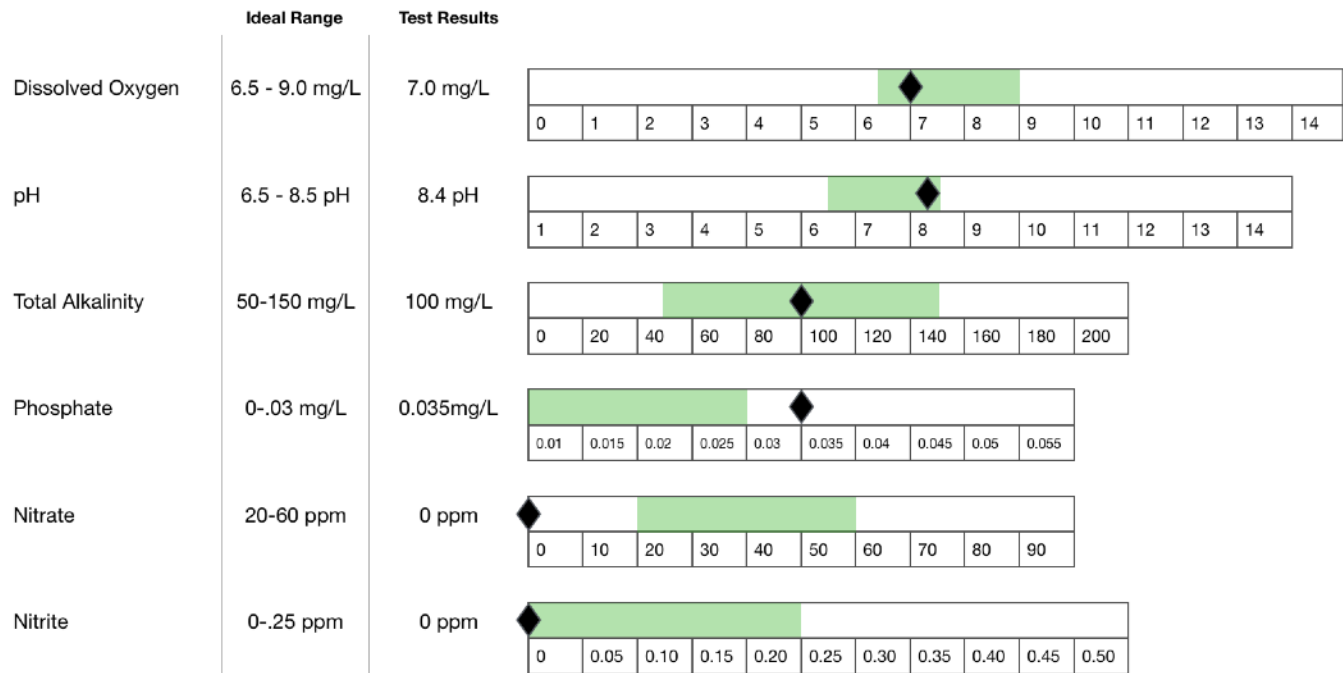 Ideal Range Test Results
Dissolved Oxygen 6.5 - 9.0 mg/L 7.0 mg/L
0 1 2 3 4 5 6 7 8 9 10 11 12 13 14
pH 6.5 - 8.5 pH 8.4 pH
1 2 3 4 5 6 7 8 9 10 11 12 13 14
Total Alkalinity 50-150 mg/L 100 mg/L
0 20 40 60 80 100 120 140 160 180 200
Phosphate 0-.03 mg/L 0.035mg/L
0.01 0.015 0.02 0.025 0.03 0.035 0.04 0.045 0.05 0.055
Nitrate 20-60 ppm 0 ppm
0 10 20 30 40 50 60 70 80 90
Nitrite 0-.25 ppm 0 ppm
0 0.05 0.10 0.15 0.20 0.25 0.30 0.35 0.40 0.45 0.50